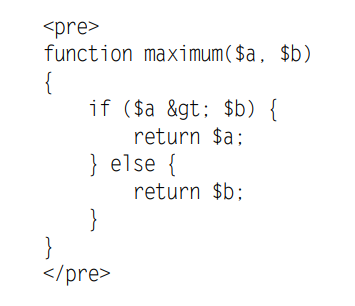 <pre>
function maximum($a, $b)
{
    if ($a &gt; $b) {
        return $a;
    } else {
        return $b;
    }
}
</pre>